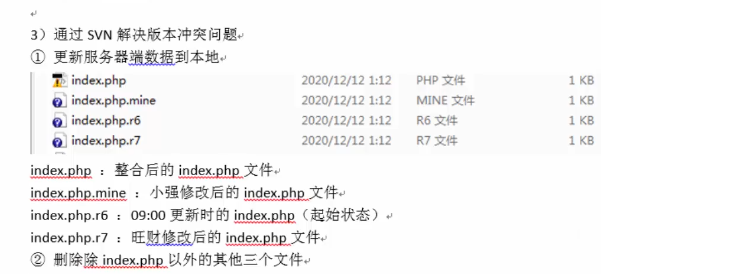 3）通过 SVN 解决版本冲突问题
① 更新服务器端数据到本地
index.php 2020/12/12 1:12 PHP 文件 1 KB
index.php.mine 2020/12/12 1:12 MINE 文件 1 KB
index.php.r6 2020/12/12 1:12 R6 文件 1 KB
index.php.r7 2020/12/12 1:12 R7 文件 1 KB
index.php ：整合后的 index.php 文件
index.php.mine ：小强修改后的 index.php 文件
index.php.r6 ：09:00 更新时的 index.php（起始状态）
index.php.r7 ：旺财修改后的 index.php 文件
② 删除除 index.php 以外的其他三个文件